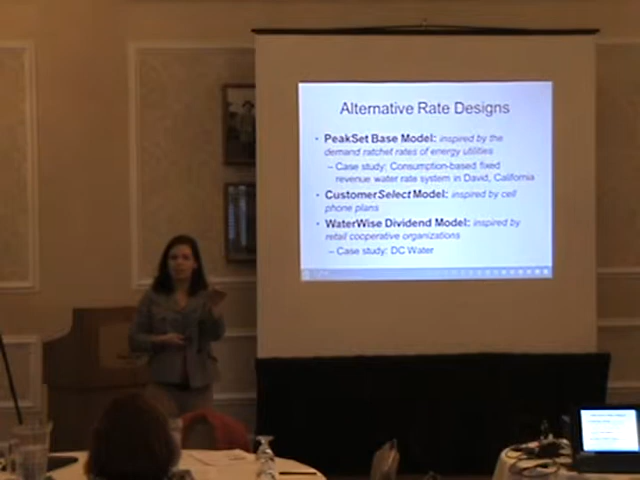 Alternative Rate Designs
• PeakSet Base Model: inspired by the
demand ratchet rates of energy utilities
– Case study: Consumption-based fixed
revenue water rate system in David, California
• CustomerSelect Model: inspired by cell
phone plans
• WaterWise Dividend Model: inspired by
retail cooperative organizations
– Case study: DC Water